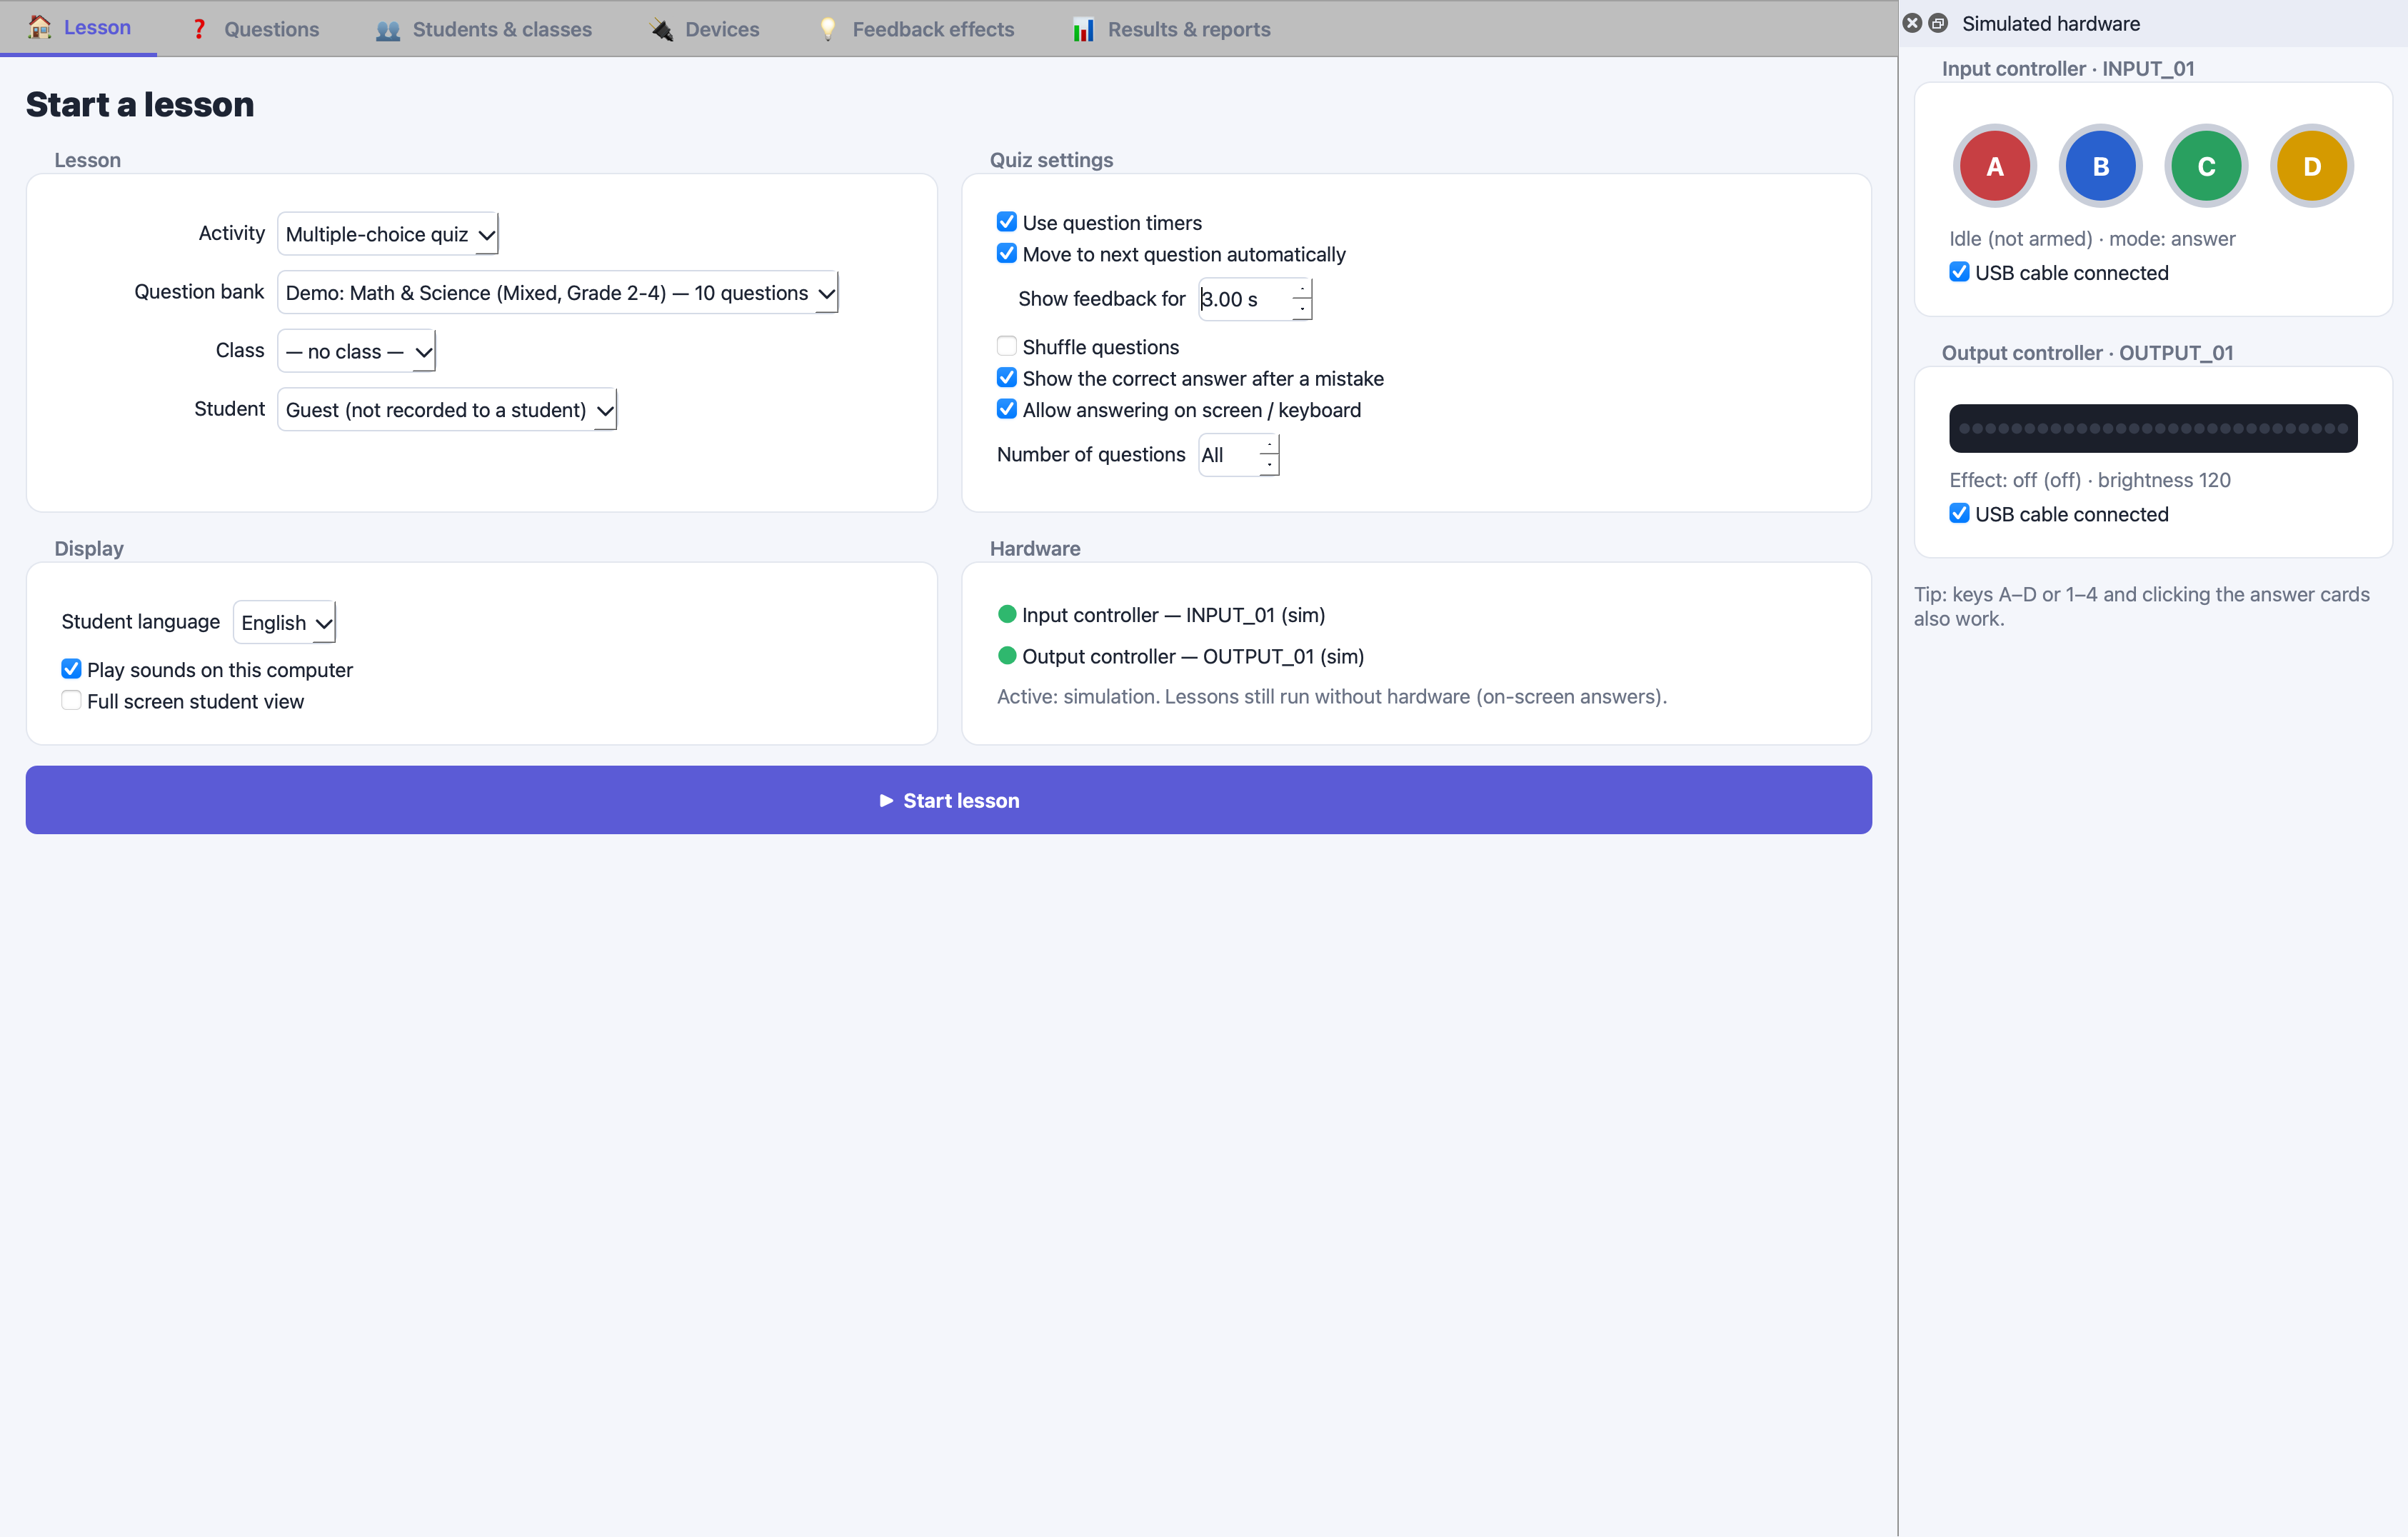 Lesson
Questions
Students & classes
Devices
Feedback effects
Results & reports
Start a lesson
Lesson
Activity Multiple-choice quiz
Question bank Demo: Math & Science (Mixed, Grade 2-4) — 10 questions
Class — no class —
Student Guest (not recorded to a student)
Quiz settings
Use question timers
Move to next question automatically
Show feedback for 3.00 s
Shuffle questions
Show the correct answer after a mistake
Allow answering on screen / keyboard
Number of questions All
Display
Student language English
Play sounds on this computer
Full screen student view
Hardware
Input controller — INPUT_01 (sim)
Output controller — OUTPUT_01 (sim)
Active: simulation. Lessons still run without hardware (on-screen answers).
Start lesson
Simulated hardware
Input controller · INPUT_01
A B C D
Idle (not armed) · mode: answer
USB cable connected
Output controller · OUTPUT_01
Effect: off (off) · brightness 120
USB cable connected
Tip: keys A–D or 1–4 and clicking the answer cards
also work.